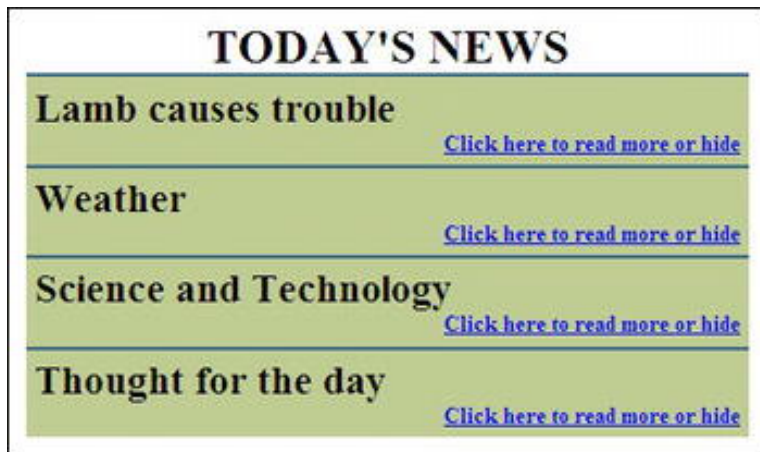 TODAY'S NEWS
Lamb causes trouble
Click here to read more or hide
Weather
Click here to read more or hide
Science and Technology
Click here to read more or hide
Thought for the day
Click here to read more or hide